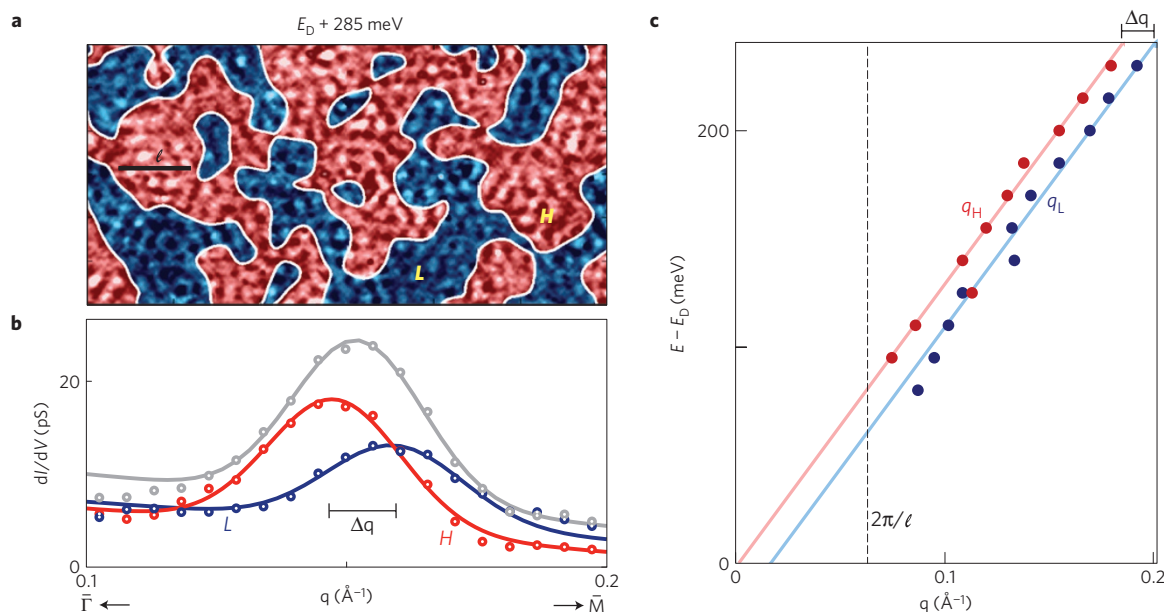 a
E_D + 285 meV
ℓ
H
L
b
dI/dV (pS)
20
0
L
Δq
H
0.1
q (Å⁻¹)
0.2
Γ̄ ←
→ M̄
c
Δq
200
E − E_D (meV)
q_H
q_L
2π/ℓ
0
0
0.1
0.2
q (Å⁻¹)